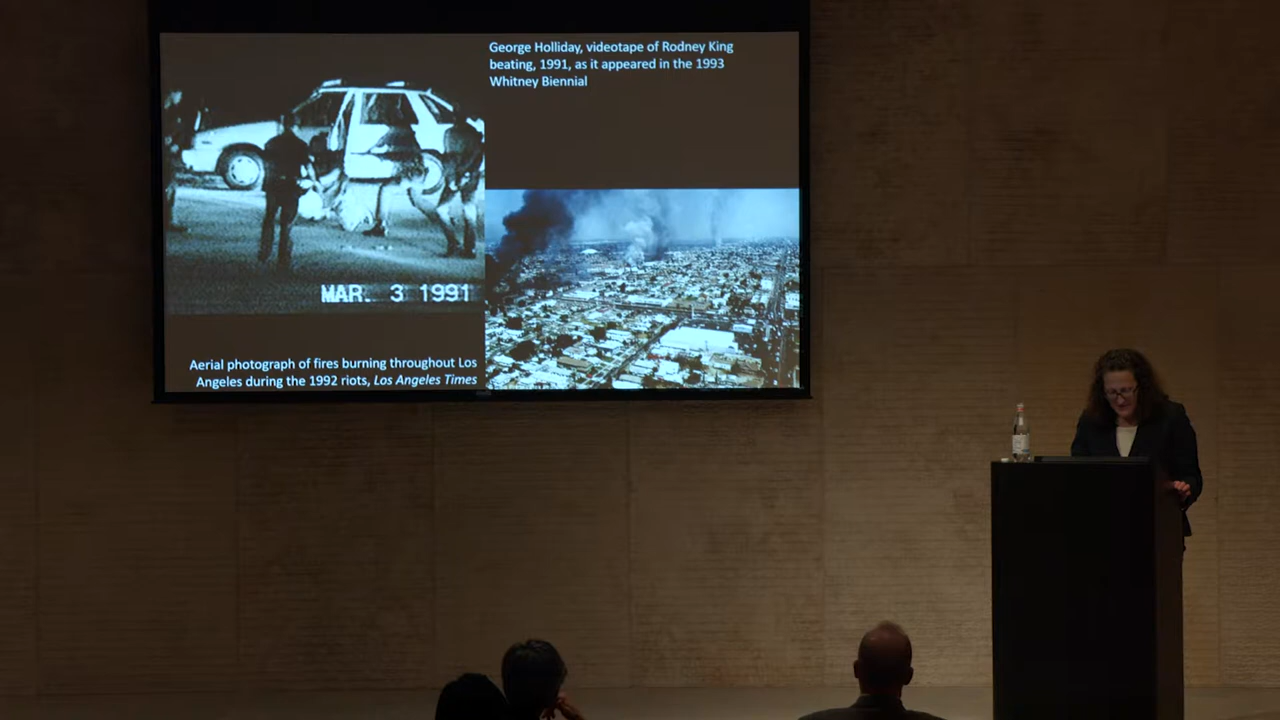 George Holliday, videotape of Rodney King
beating, 1991, as it appeared in the 1993
Whitney Biennial
MAR. 3 1991
Aerial photograph of fires burning throughout Los
Angeles during the 1992 riots, Los Angeles Times